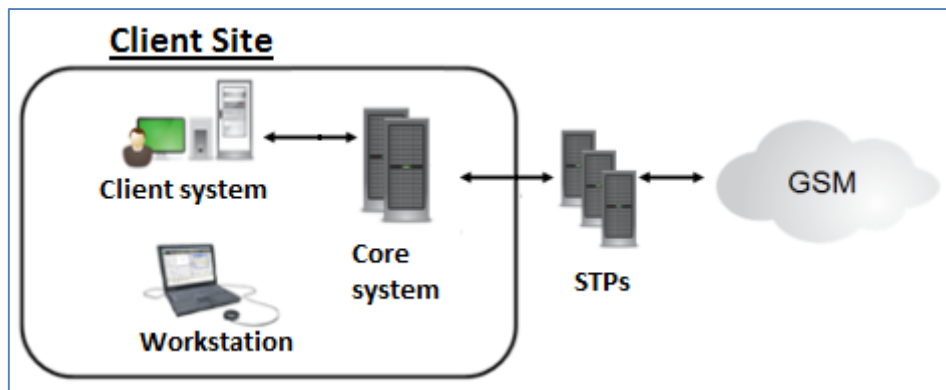 Client Site
Client system
Core
system
Workstation
STPs
GSM